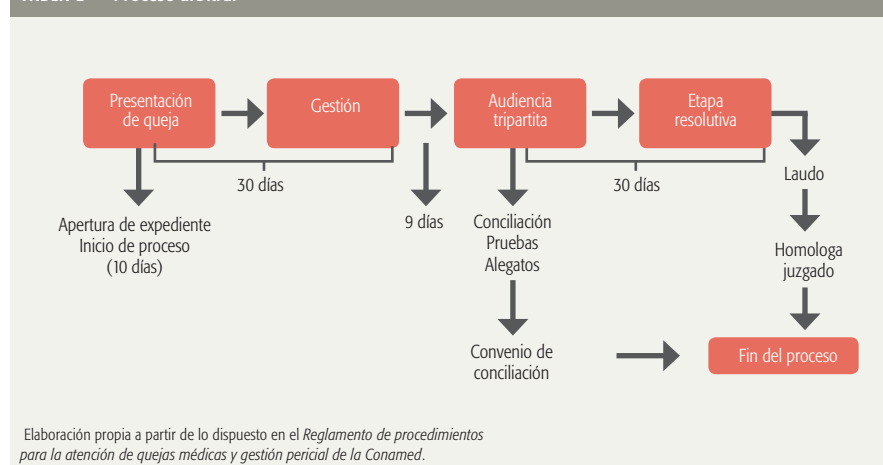 Presentación
de queja
Gestión
Audiencia
tripartita
Etapa
resolutiva
30 días
30 días
Laudo
Apertura de expediente
Inicio de proceso
(10 días)
9 días
Conciliación
Pruebas
Alegatos
Homologa
juzgado
Convenio de
conciliación
Fin del proceso
Elaboración propia a partir de lo dispuesto en el Reglamento de procedimientos
para la atención de quejas médicas y gestión pericial de la Conamed.